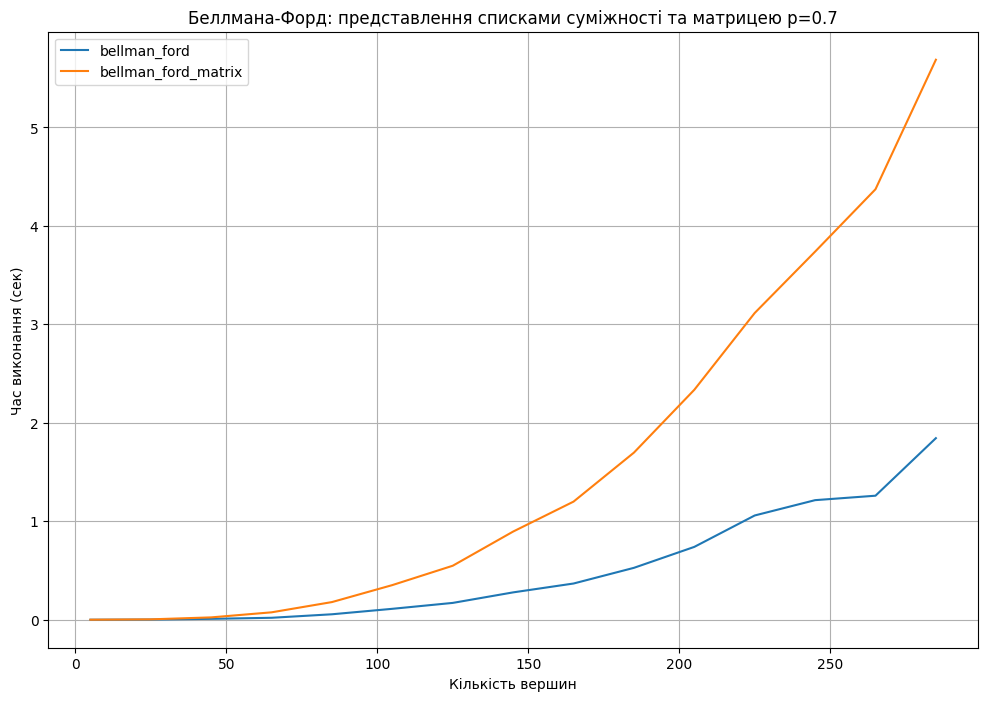 Беллмана-Форд: представлення списками суміжності та матрицею p=0.7
bellman_ford
bellman_ford_matrix
Час виконання (сек)
5
4
3
2
1
0
0 50 100 150 200 250
Кількість вершин